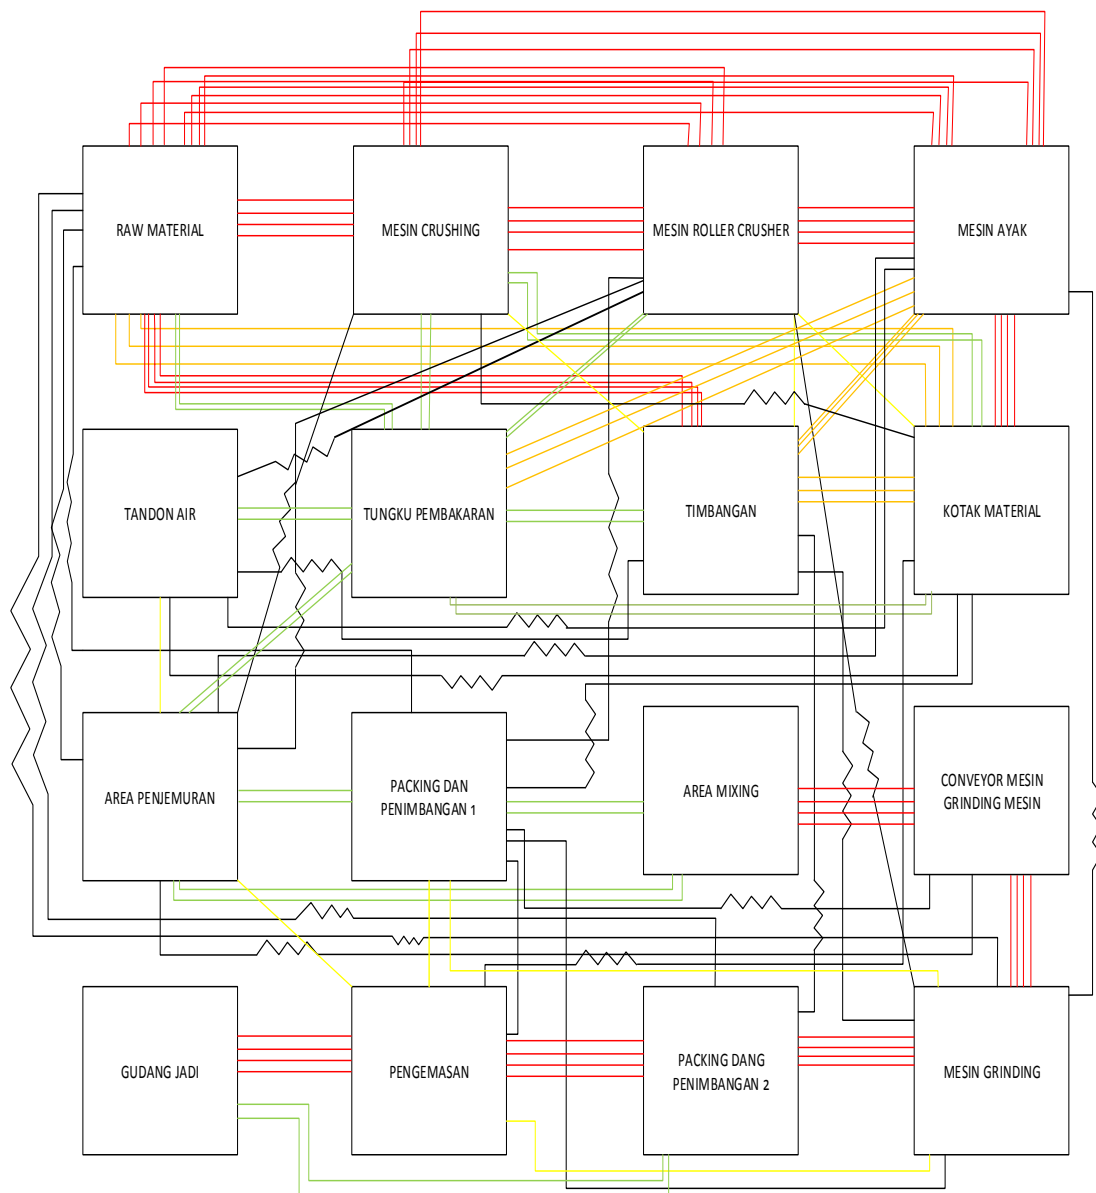 RAW MATERIAL
MESIN CRUSHING
MESIN ROLLER CRUSHER
MESIN AYAK
TANDON AIR
TUNGKU PEMBAKARAN
TIMBANGAN
KOTAK MATERIAL
AREA PENJEMURAN
PACKING DAN
PENIMBANGAN 1
AREA MIXING
CONVEYOR MESIN
GRINDING MESIN
GUDANG JADI
PENGEMASAN
PACKING DANG
PENIMBANGAN 2
MESIN GRINDING